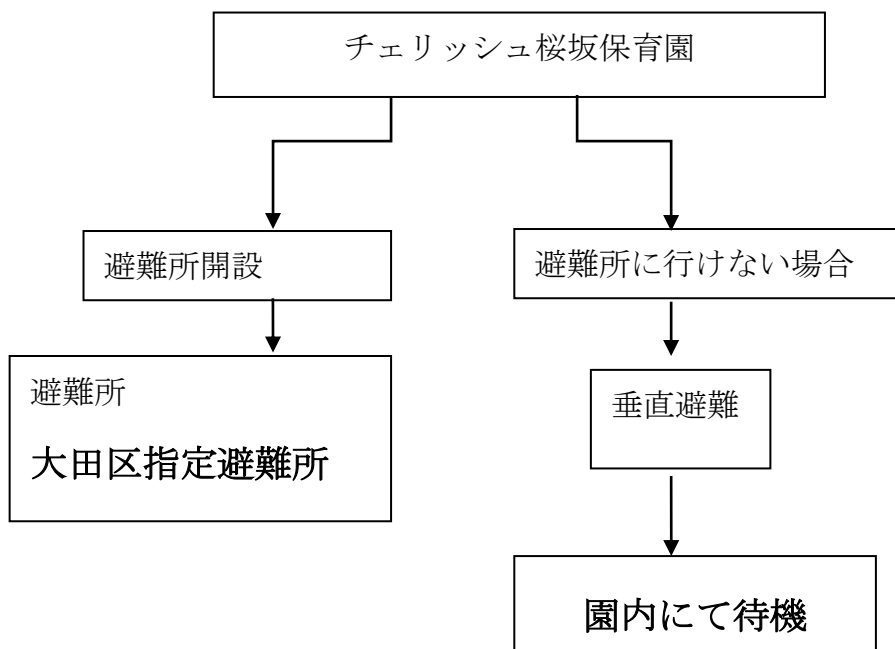 チェリッシュ桜坂保育園
避難所開設
避難所
大田区指定避難所
避難所に行けない場合
垂直避難
園内にて待機